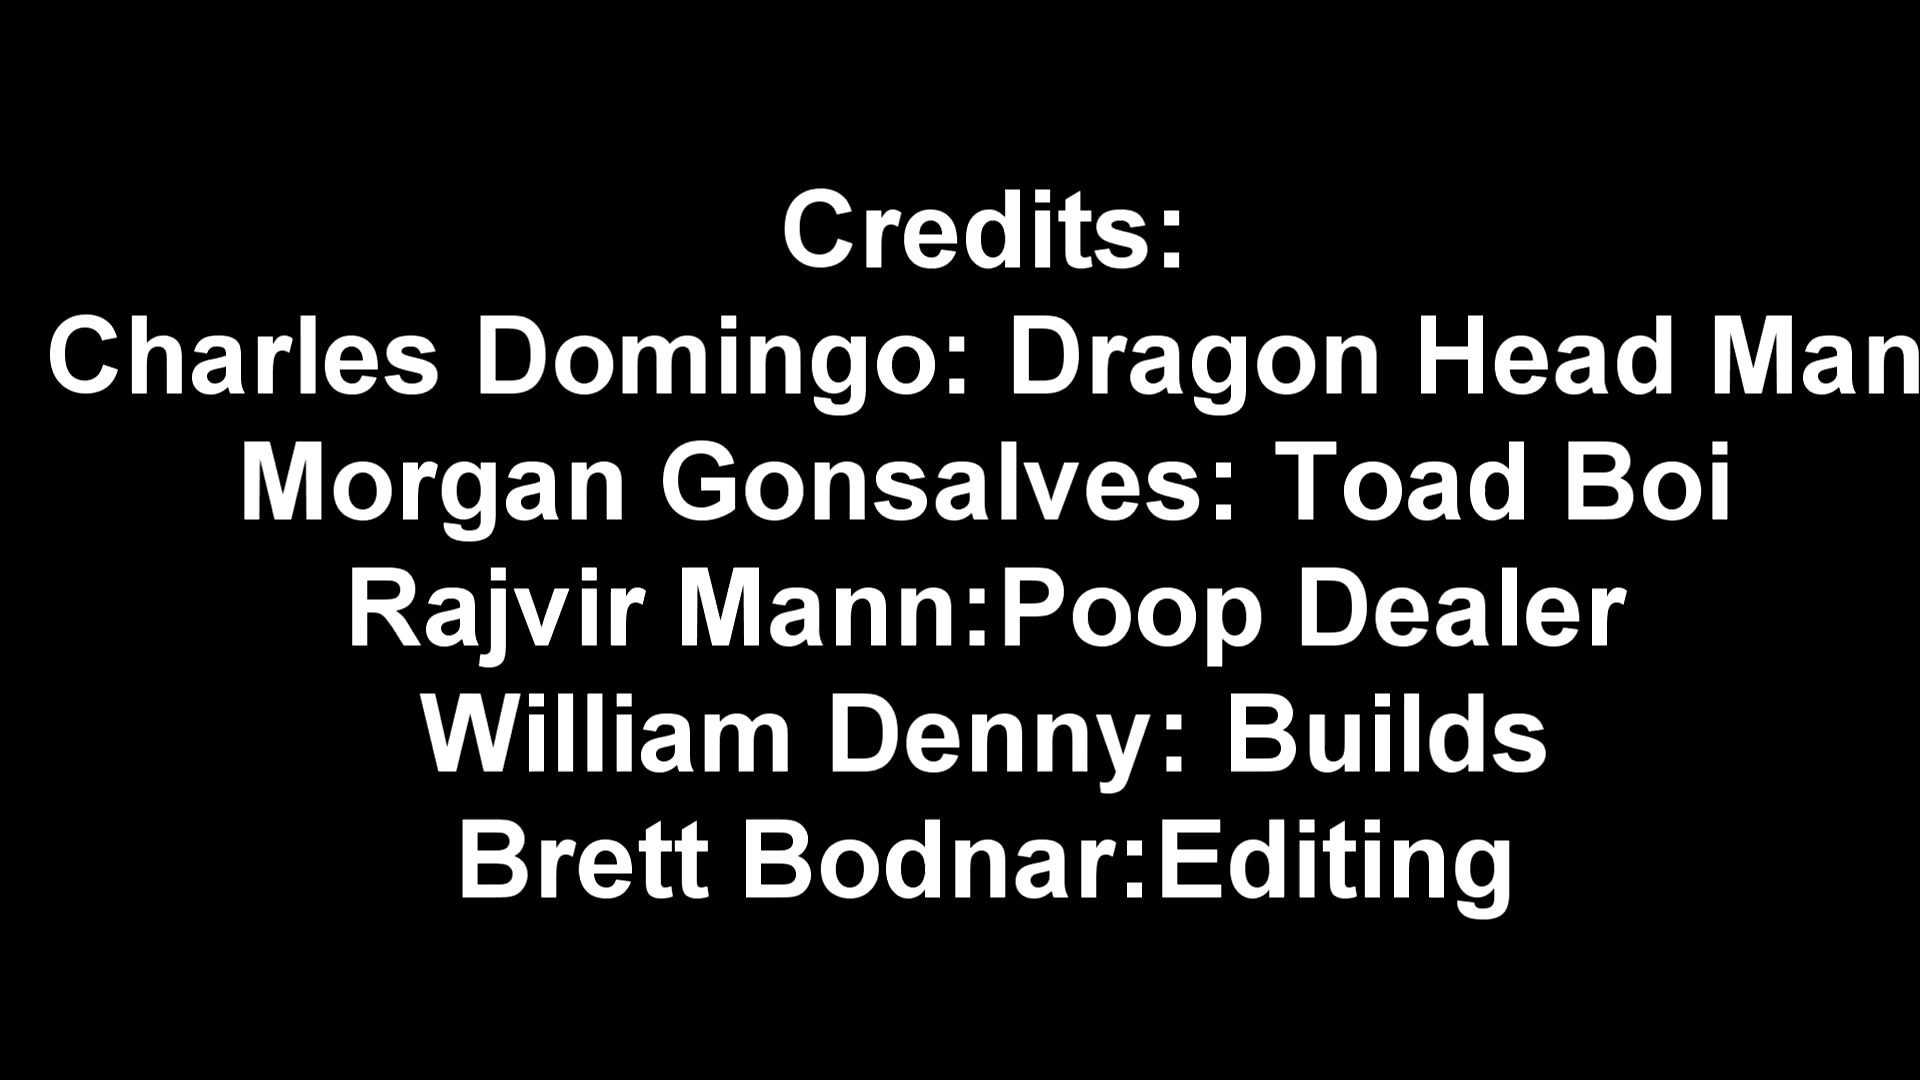 Credits:
Charles Domingo: Dragon Head Man
Morgan Gonsalves: Toad Boi
Rajvir Mann:Poop Dealer
William Denny: Builds
Brett Bodnar:Editing